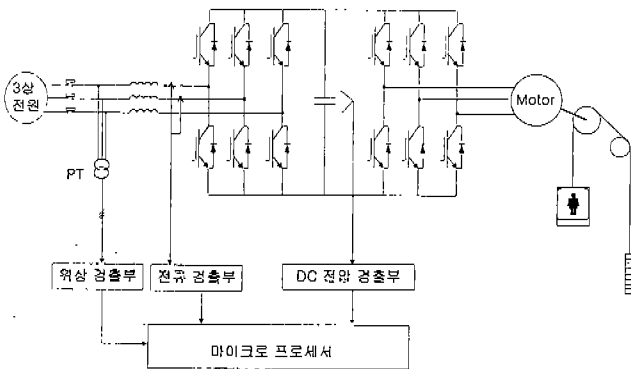 3상
전원
Motor
PT
위상 검출부
전류 검출부
DC 전압 검출부
마이크로 프로세서